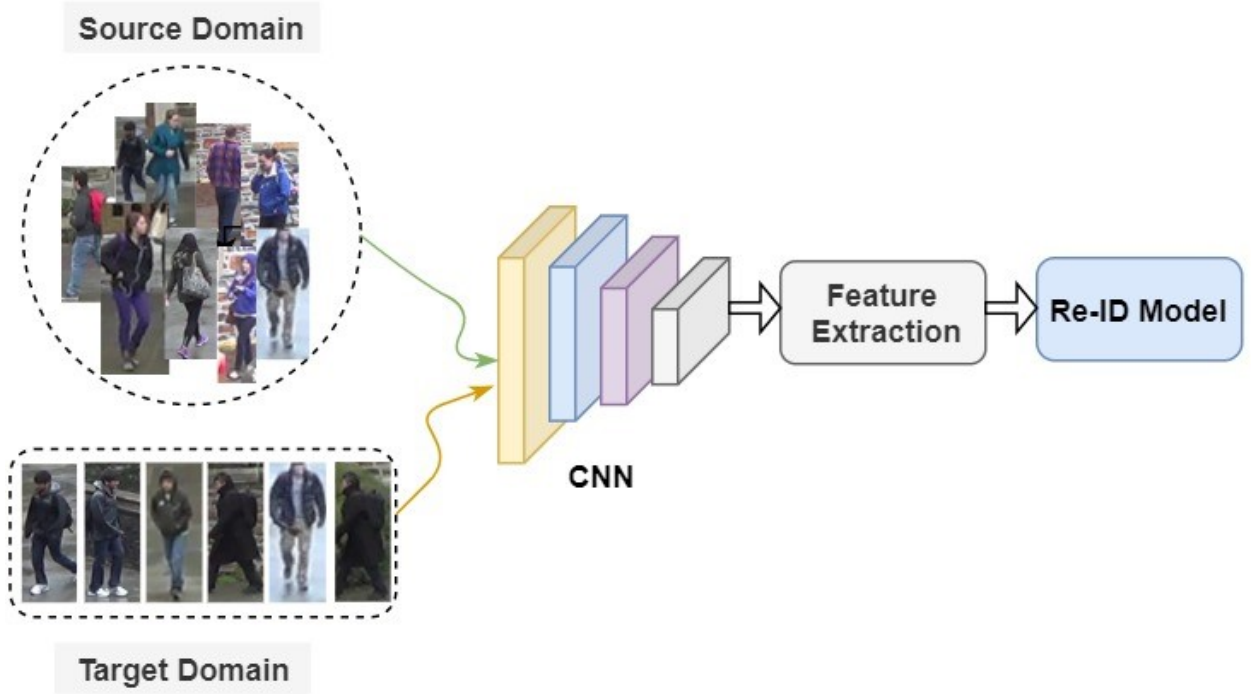 Source Domain
Feature
Extraction
Re-ID Model
CNN
Target Domain